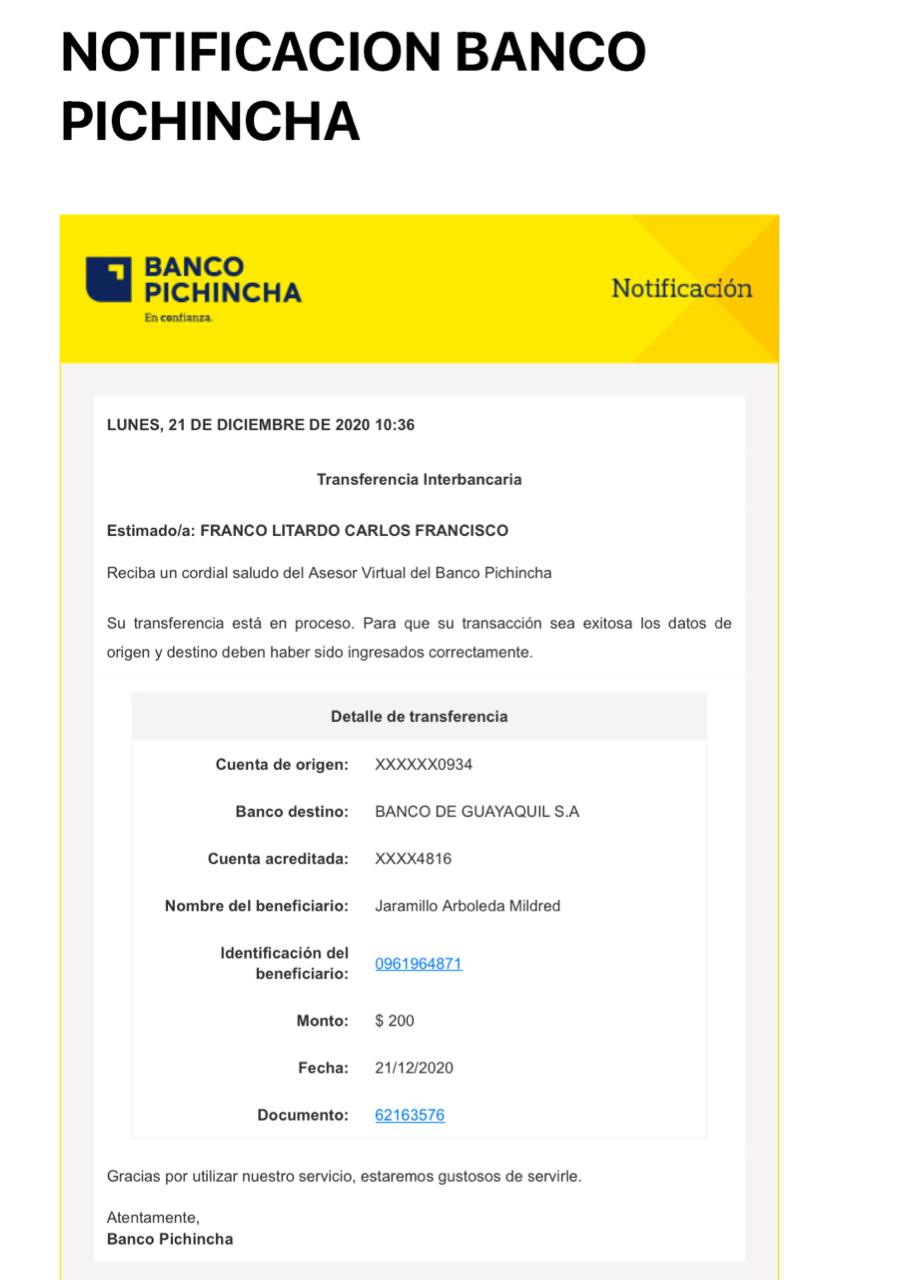 NOTIFICACION BANCO
PICHINCHA
BANCO
PICHINCHA
En confianza.
Notificación
LUNES, 21 DE DICIEMBRE DE 2020 10:36
Transferencia Interbancaria
Estimado/a: FRANCO LITARDO CARLOS FRANCISCO
Reciba un cordial saludo del Asesor Virtual del Banco Pichincha
Su transferencia está en proceso. Para que su transacción sea exitosa los datos de
origen y destino deben haber sido ingresados correctamente.
Detalle de transferencia
Cuenta de origen: XXXXXX0934
Banco destino: BANCO DE GUAYAQUIL S.A
Cuenta acreditada: XXXX4816
Nombre del beneficiario: Jaramillo Arboleda Mildred
Identificación del
beneficiario: 0961964871
Monto: $ 200
Fecha: 21/12/2020
Documento: 62163576
Gracias por utilizar nuestro servicio, estaremos gustosos de servirle.
Atentamente,
Banco Pichincha